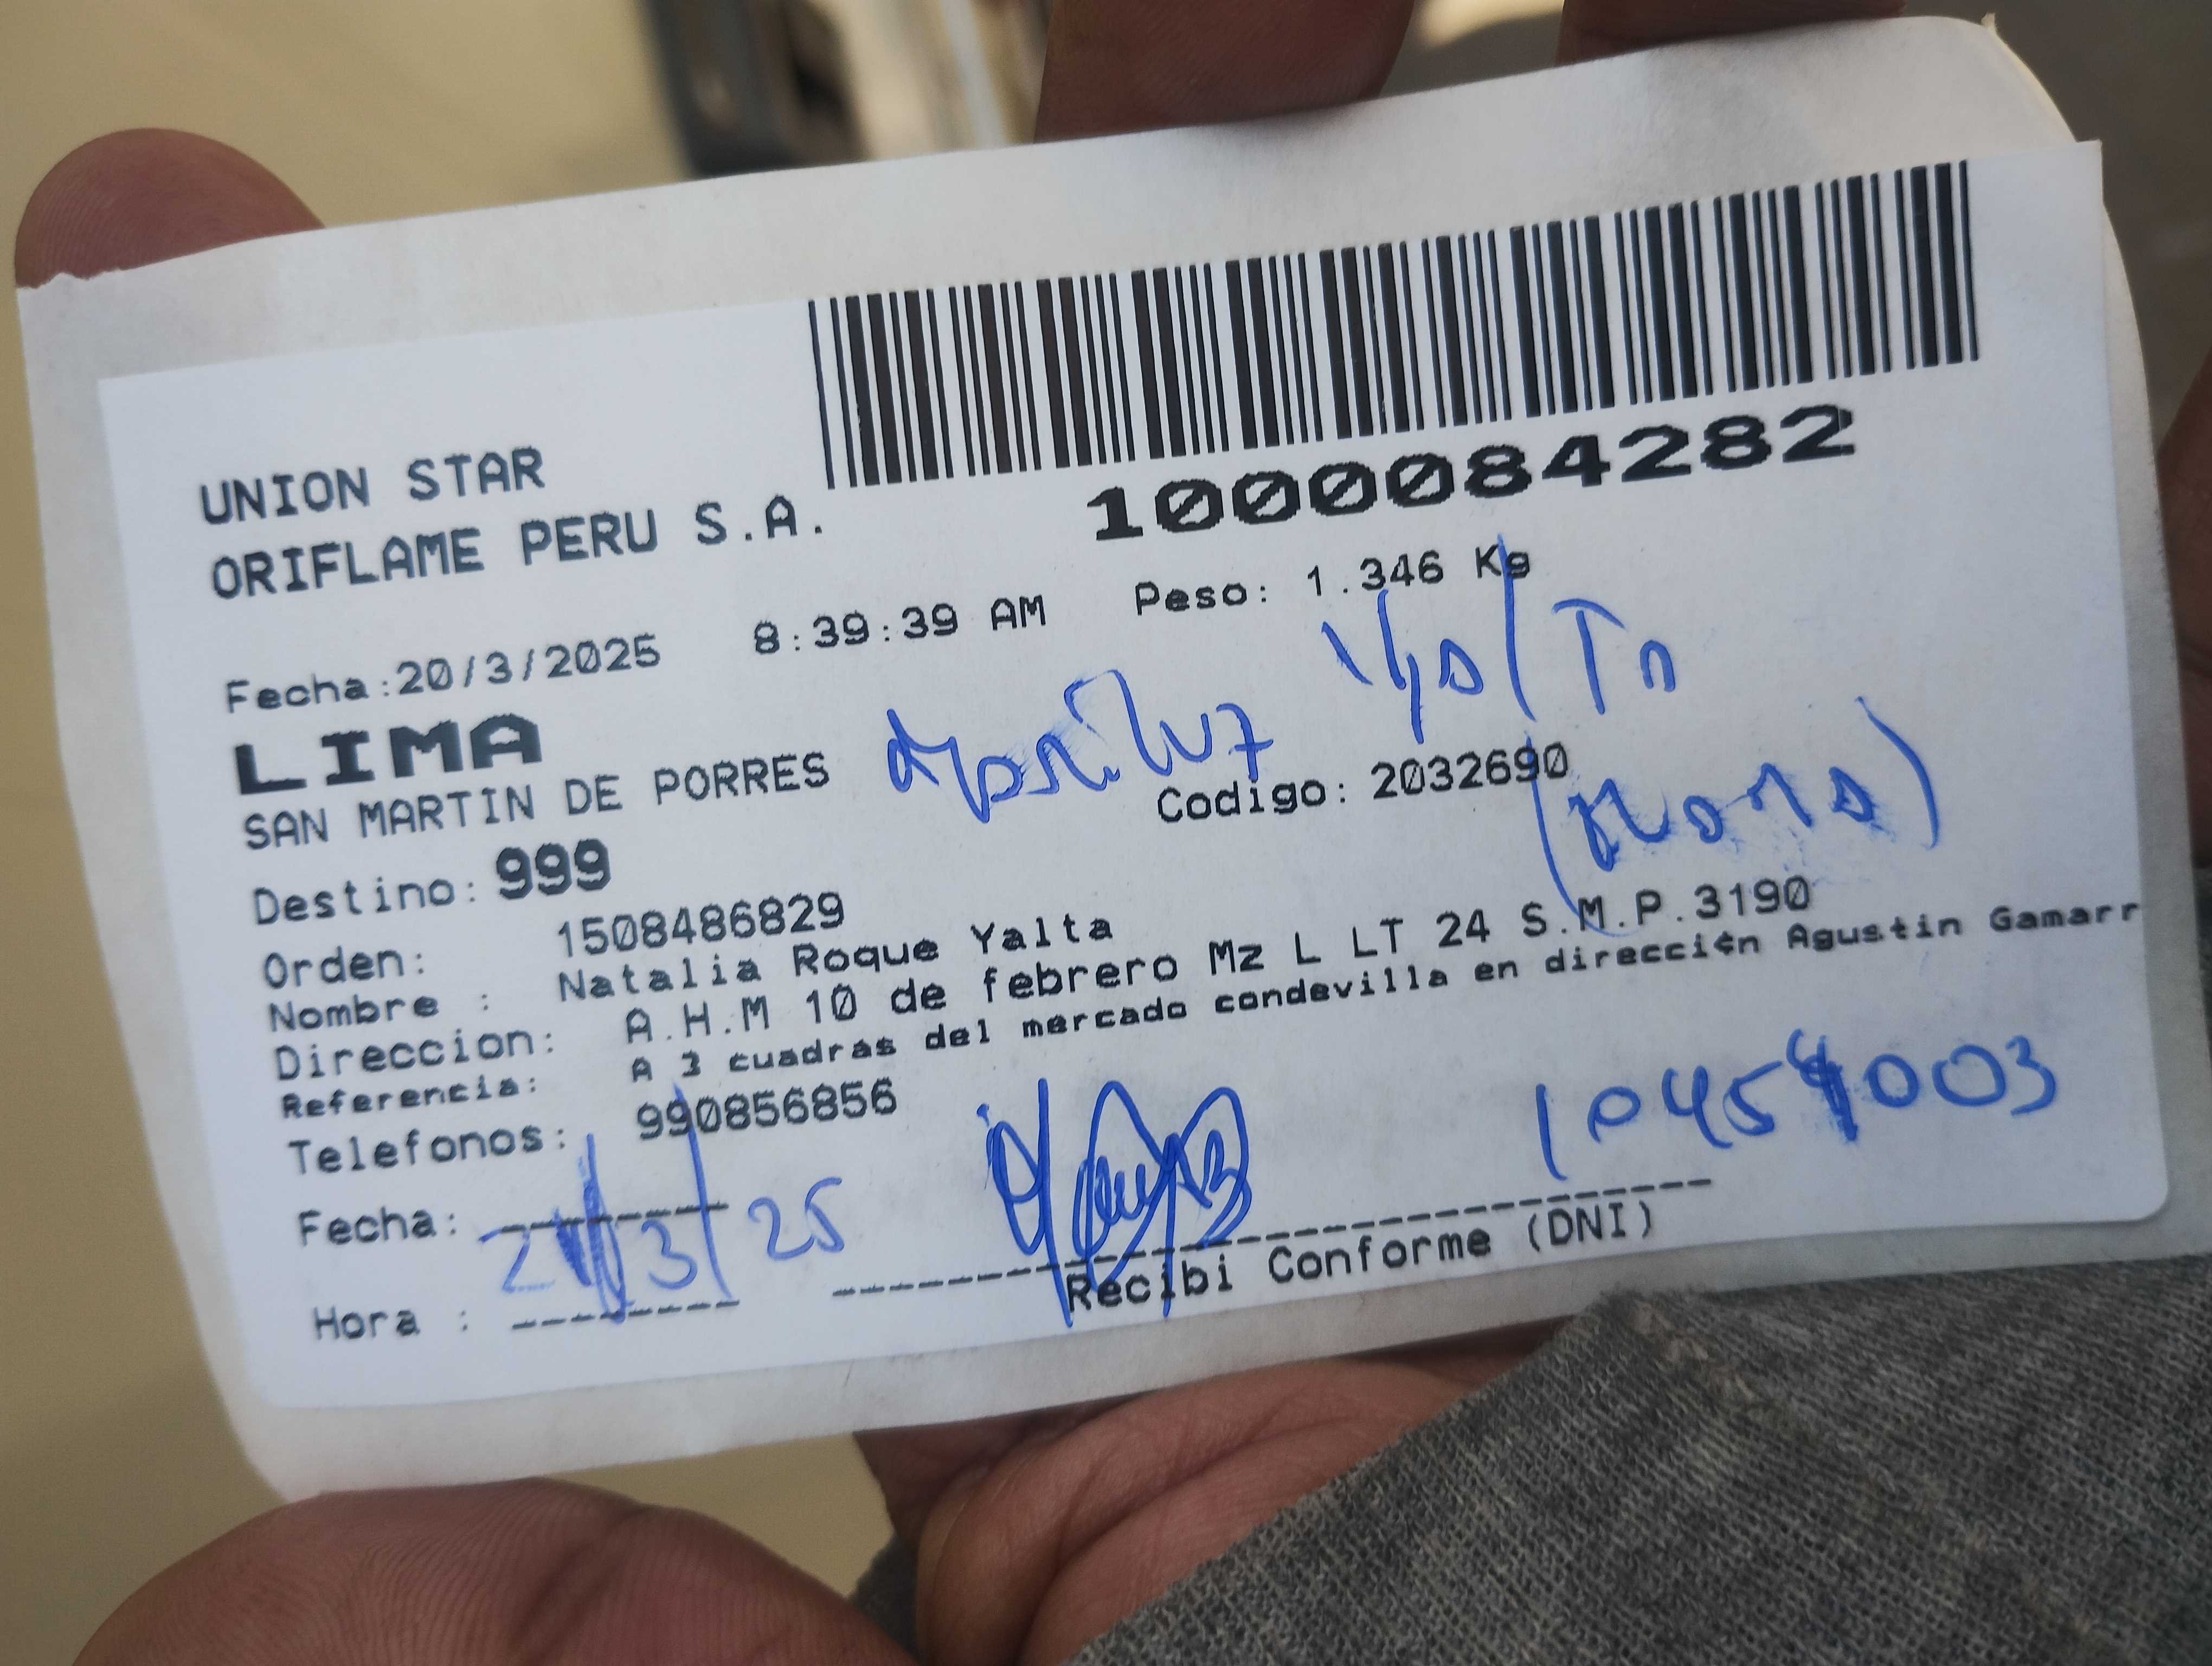 UNION STAR
ORIFLAME PERU S.A.
1000084282
Fecha:20/3/2025 8:39:39 AM Peso: 1.346 Kg
LIMA
SAN MARTIN DE PORRES
Codigo: 2032690
Destino: 999
Orden: 1508486829
Nombre : Natalia Roque Yalta
Direccion: A.H.M 10 de febrero Mz L LT 24 S.M.P.3190
Referencia: A 3 cuadras del mercado condevilla en direcci¢n Agustin Gamarr
Telefonos: 990856856
Fecha: 21/3/25
Hora :
Recibi Conforme (DNI)